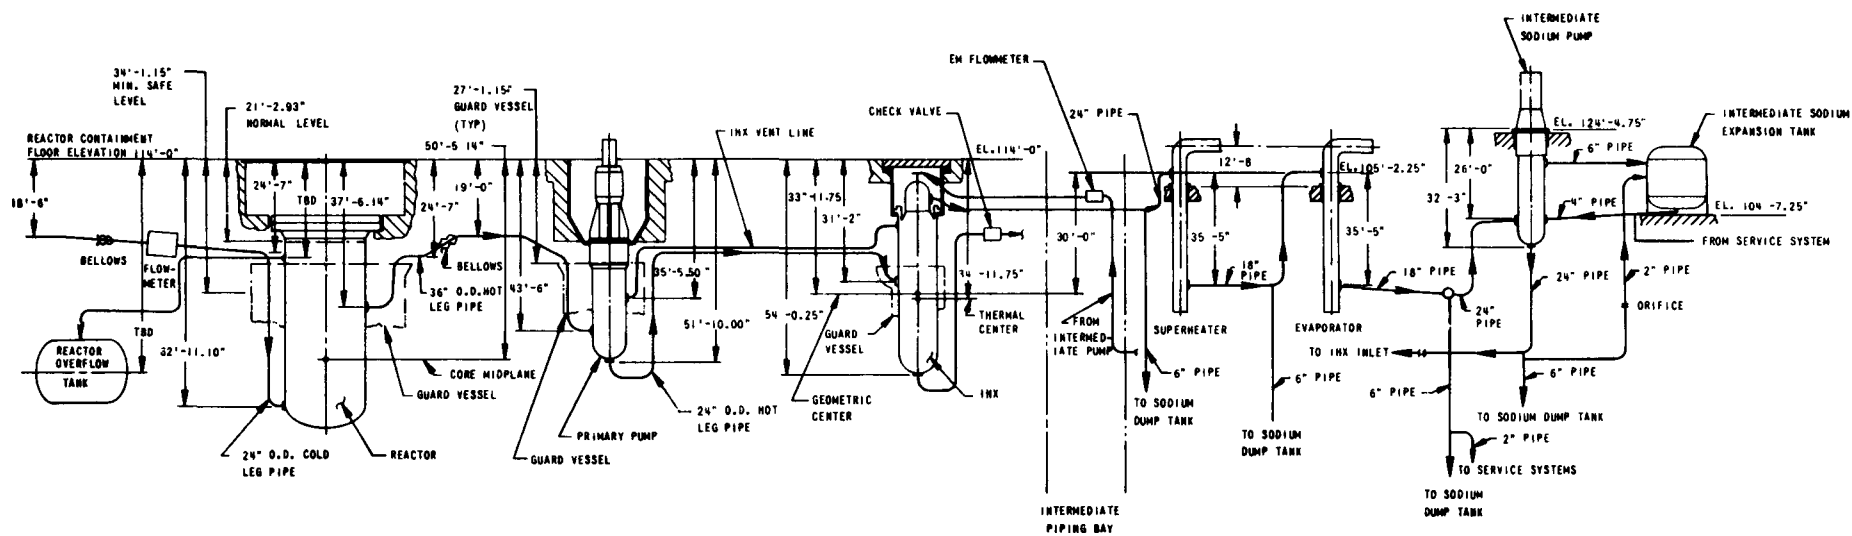 34'-1.15"
MIN. SAFE
LEVEL
21'-2.93"
NORMAL LEVEL
REACTOR CONTAINMENT
FLOOR ELEVATION 114'-0"
18'-6"
24'-7"
TBD
37'-6.14"
24'-7"
50'-5 14"
19'-0"
27'-1.15"
GUARD VESSEL
(TYP)
BELLOWS
FLOW-
METER
TBD
REACTOR OVERFLOW
TANK
32'-11.10"
24" O.D. COLD
LEG PIPE
REACTOR
GUARD VESSEL
CORE MIDPLANE
36" O.D. HOT
LEG PIPE
BELLOWS
43'-6"
GUARD VESSEL
PRIMARY PUMP
24" O.D. HOT
LEG PIPE
35'-5.50"
51'-10.00"
IHX VENT LINE
CHECK VALVE
EM FLOWMETER
EL. 114'-0"
33'-11.75
31'-2"
54 -0.25"
34 -11.75"
30'-0"
GUARD
VESSEL
GEOMETRIC
CENTER
THERMAL
CENTER
IHX
24" PIPE
FROM
INTERMED-
IATE PUMP
INTERMEDIATE
PIPING BAY
6" PIPE
TO SODIUM
DUMP TANK
SUPERHEATER
35 -5"
12'-8
18"
PIPE
6" PIPE
TO SODIUM
DUMP TANK
EVAPORATOR
EL.105'-2.25"
35'-5"
18" PIPE
24"
PIPE
INTERMEDIATE
SODIUM PUMP
EL. 124'-4.75"
INTERMEDIATE SODIUM
EXPANSION TANK
26'-0"
32 -3"
6" PIPE
4" PIPE
EL. 104 -7.25"
FROM SERVICE SYSTEM
24" PIPE
2" PIPE
ORIFICE
TO IHX INLET
6" PIPE
6" PIPE
TO SODIUM DUMP TANK
2" PIPE
TO SERVICE SYSTEMS
TO SODIUM
DUMP TANK